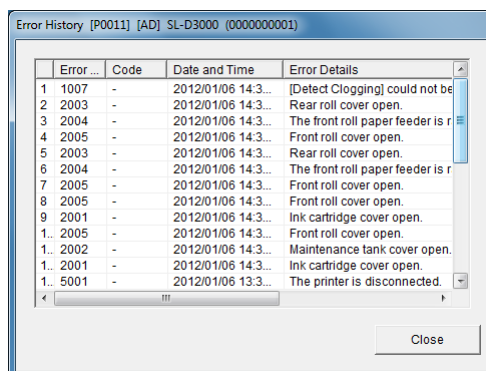 Error History [P0011] [AD] SL-D3000 (0000000001)
Error ... Code Date and Time Error Details
1 1007 - 2012/01/06 14:3... [Detect Clogging] could not be
2 2003 - 2012/01/06 14:3... Rear roll cover open.
3 2004 - 2012/01/06 14:3... The front roll paper feeder is r
4 2005 - 2012/01/06 14:3... Front roll cover open.
5 2003 - 2012/01/06 14:3... Rear roll cover open.
6 2004 - 2012/01/06 14:3... The front roll paper feeder is r
7 2005 - 2012/01/06 14:3... Front roll cover open.
8 2005 - 2012/01/06 14:3... Front roll cover open.
9 2001 - 2012/01/06 14:3... Ink cartridge cover open.
1.. 2005 - 2012/01/06 14:3... Front roll cover open.
1.. 2002 - 2012/01/06 14:3... Maintenance tank cover open.
1.. 2001 - 2012/01/06 14:3... Ink cartridge cover open.
1.. 5001 - 2012/01/06 13:3... The printer is disconnected.
Close